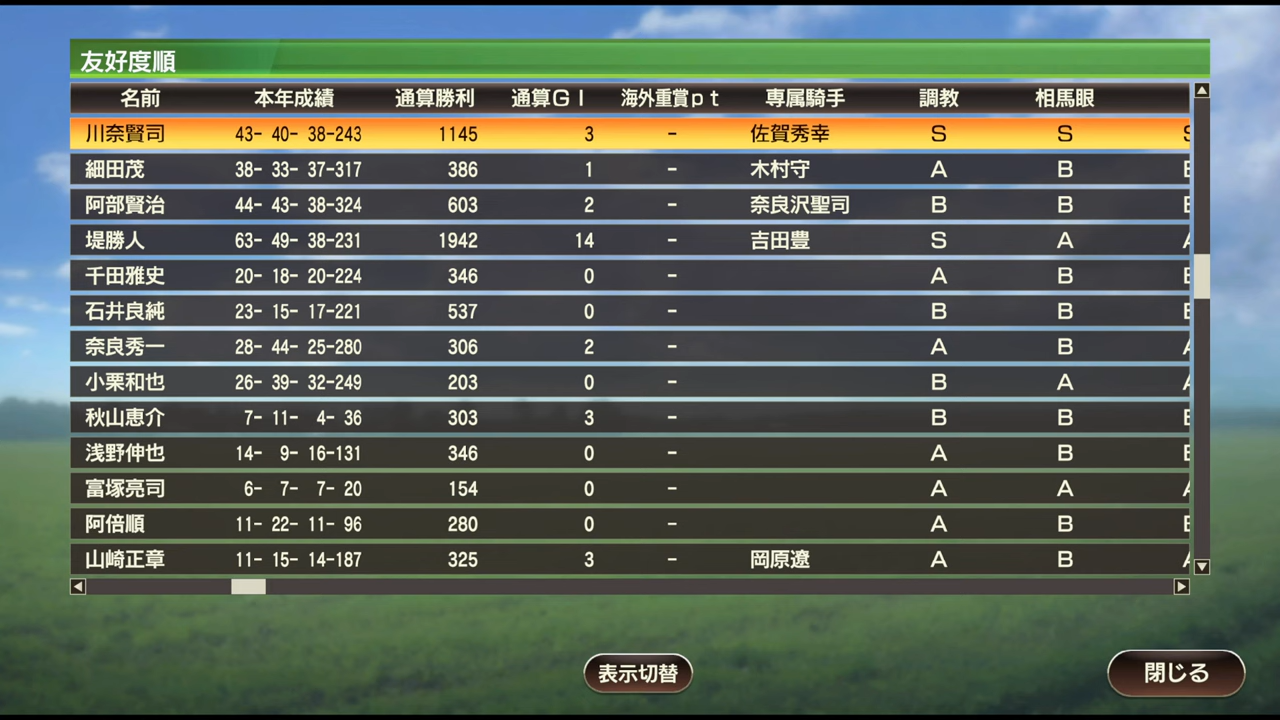 友好度順
名前 本年成績 通算勝利 通算GⅠ 海外重賞pt 専属騎手 調教 相馬眼
川奈賢司 43- 40- 38-243 1145 3 - 佐賀秀幸 S S
細田茂 38- 33- 37-317 386 1 - 木村守 A B
阿部賢治 44- 43- 38-324 603 2 - 奈良沢聖司 B B
堤勝人 63- 49- 38-231 1942 14 - 吉田豊 S A
千田雅史 20- 18- 20-224 346 0 - A B
石井良純 23- 15- 17-221 537 0 - B B
奈良秀一 28- 44- 25-280 306 2 - A B
小栗和也 26- 39- 32-249 203 0 - B A
秋山恵介 7- 11- 4- 36 303 3 - B B
浅野伸也 14- 9- 16-131 346 0 - A B
富塚亮司 6- 7- 7- 20 154 0 - A A
阿倍順 11- 22- 11- 96 280 0 - A B
山崎正章 11- 15- 14-187 325 3 - 岡原遼 A B
表示切替
閉じる